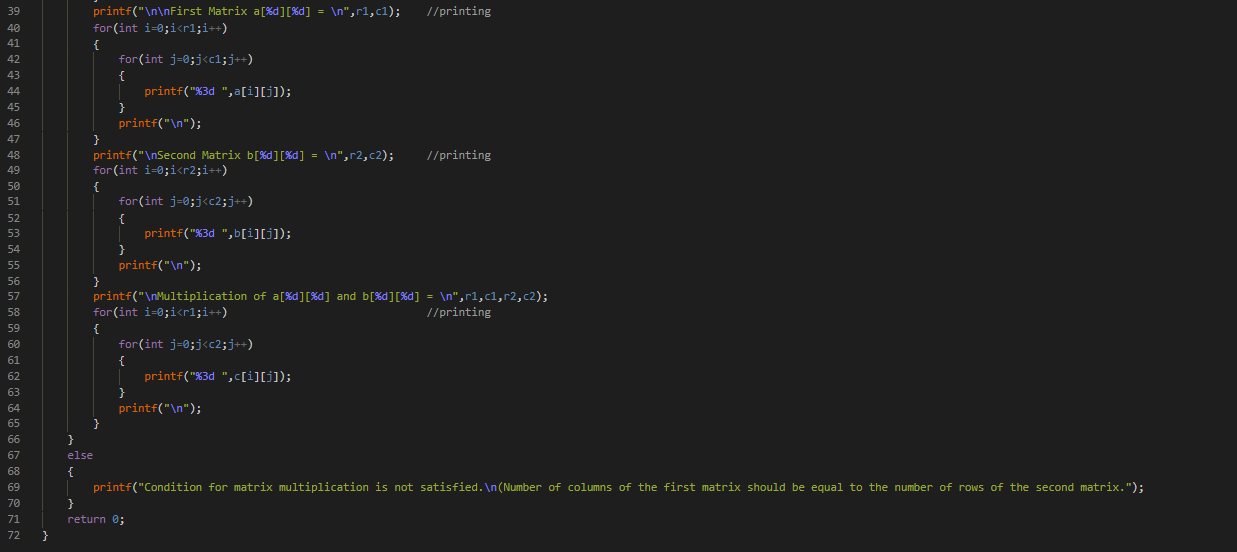 39 printf("\n\nFirst Matrix a[%d][%d] = \n",r1,c1); //printing
40 for(int i=0;i<r1;i++)
41 {
42 for(int j=0;j<c1;j++)
43 {
44 printf("%3d ",a[i][j]);
45 }
46 printf("\n");
47 }
48 printf("\nSecond Matrix b[%d][%d] = \n",r2,c2); //printing
49 for(int i=0;i<r2;i++)
50 {
51 for(int j=0;j<c2;j++)
52 {
53 printf("%3d ",b[i][j]);
54 }
55 printf("\n");
56 }
57 printf("\nMultiplication of a[%d][%d] and b[%d][%d] = \n",r1,c1,r2,c2);
58 for(int i=0;i<r1;i++) //printing
59 {
60 for(int j=0;j<c2;j++)
61 {
62 printf("%3d ",c[i][j]);
63 }
64 printf("\n");
65 }
66 }
67 else
68 {
69 printf("Condition for matrix multiplication is not satisfied.\n(Number of columns of the first matrix should be equal to the number of rows of the second matrix.");
70 }
71 return 0;
72 }